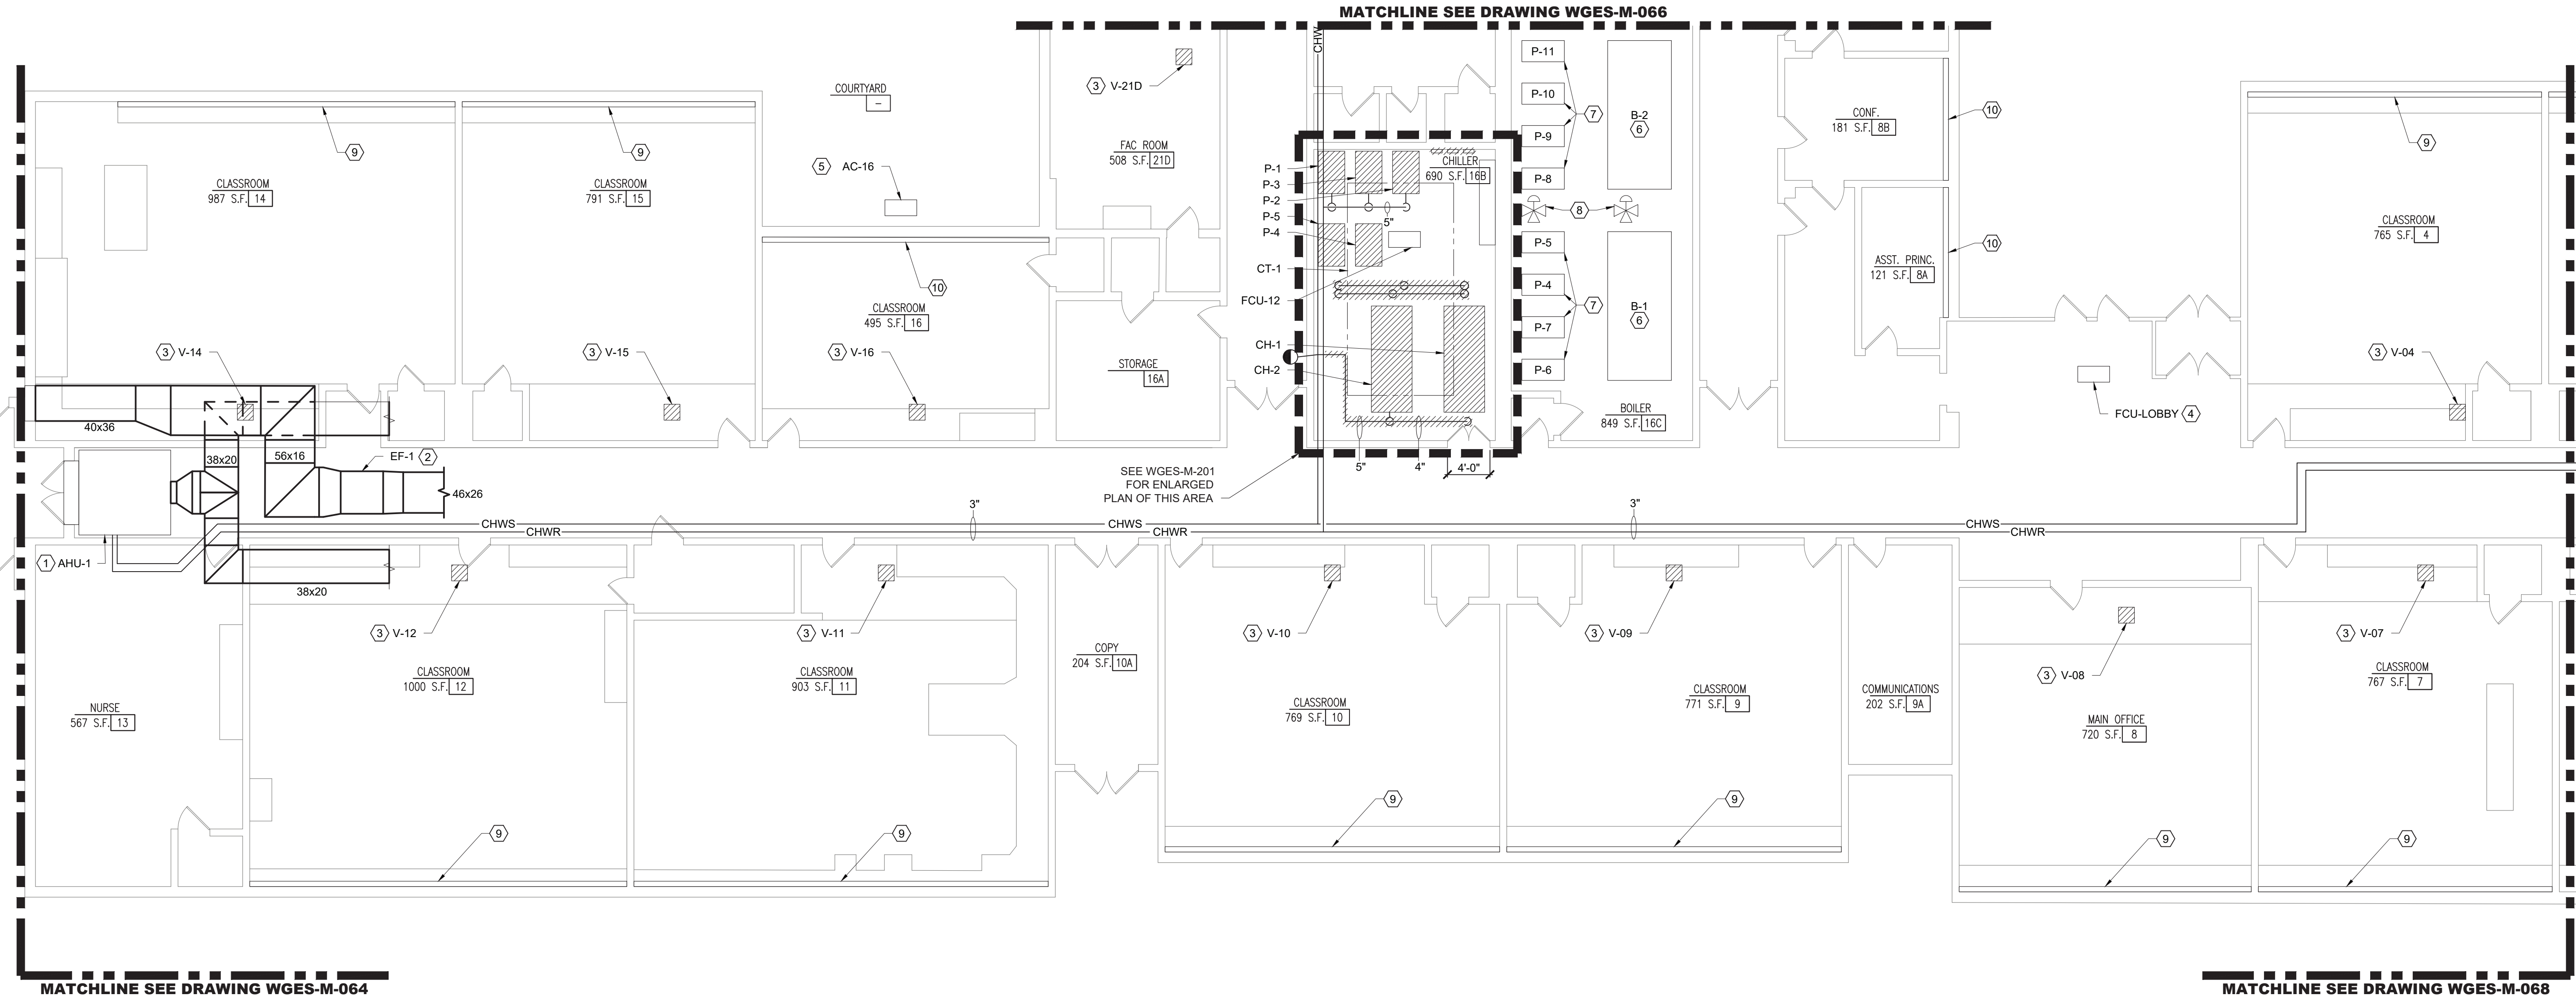 MATCHLINE SEE DRAWING WGES-M-066
CHW
P-11
P-10
P-9
P-8
7
B-2
6
3 V-21D
COURTYARD
–
FAC ROOM
508 S.F. 21D
CONF.
181 S.F. 8B
10
9
9
9
5 AC-16
CLASSROOM
987 S.F. 14
CLASSROOM
791 S.F. 15
P-1
P-3
P-2
P-5
P-4
CT-1
FCU-12
CH-1
CH-2
CHILLER
690 S.F. 16B
5"
8
P-5
P-4
P-7
P-6
7
B-1
6
CLASSROOM
765 S.F. 4
ASST. PRINC.
121 S.F. 8A
10
10
CLASSROOM
495 S.F. 16
3 V-14
3 V-15
3 V-16
STORAGE
16A
3 V-04
FCU-LOBBY 4
BOILER
849 S.F. 16C
40x36
38x20
56x16
EF-1 2
46x26
SEE WGES-M-201
FOR ENLARGED
PLAN OF THIS AREA
5"
4"
4'-0"
3"
3"
CHWS
CHWR
CHWS
CHWR
CHWS
CHWR
1 AHU-1
38x20
3 V-12
3 V-11
3 V-10
3 V-09
3 V-08
3 V-07
COPY
204 S.F. 10A
CLASSROOM
1000 S.F. 12
CLASSROOM
903 S.F. 11
CLASSROOM
767 S.F. 7
NURSE
567 S.F. 13
CLASSROOM
769 S.F. 10
CLASSROOM
771 S.F. 9
COMMUNICATIONS
202 S.F. 9A
MAIN OFFICE
720 S.F. 8
9
9
9
9
9
9
MATCHLINE SEE DRAWING WGES-M-064
MATCHLINE SEE DRAWING WGES-M-068